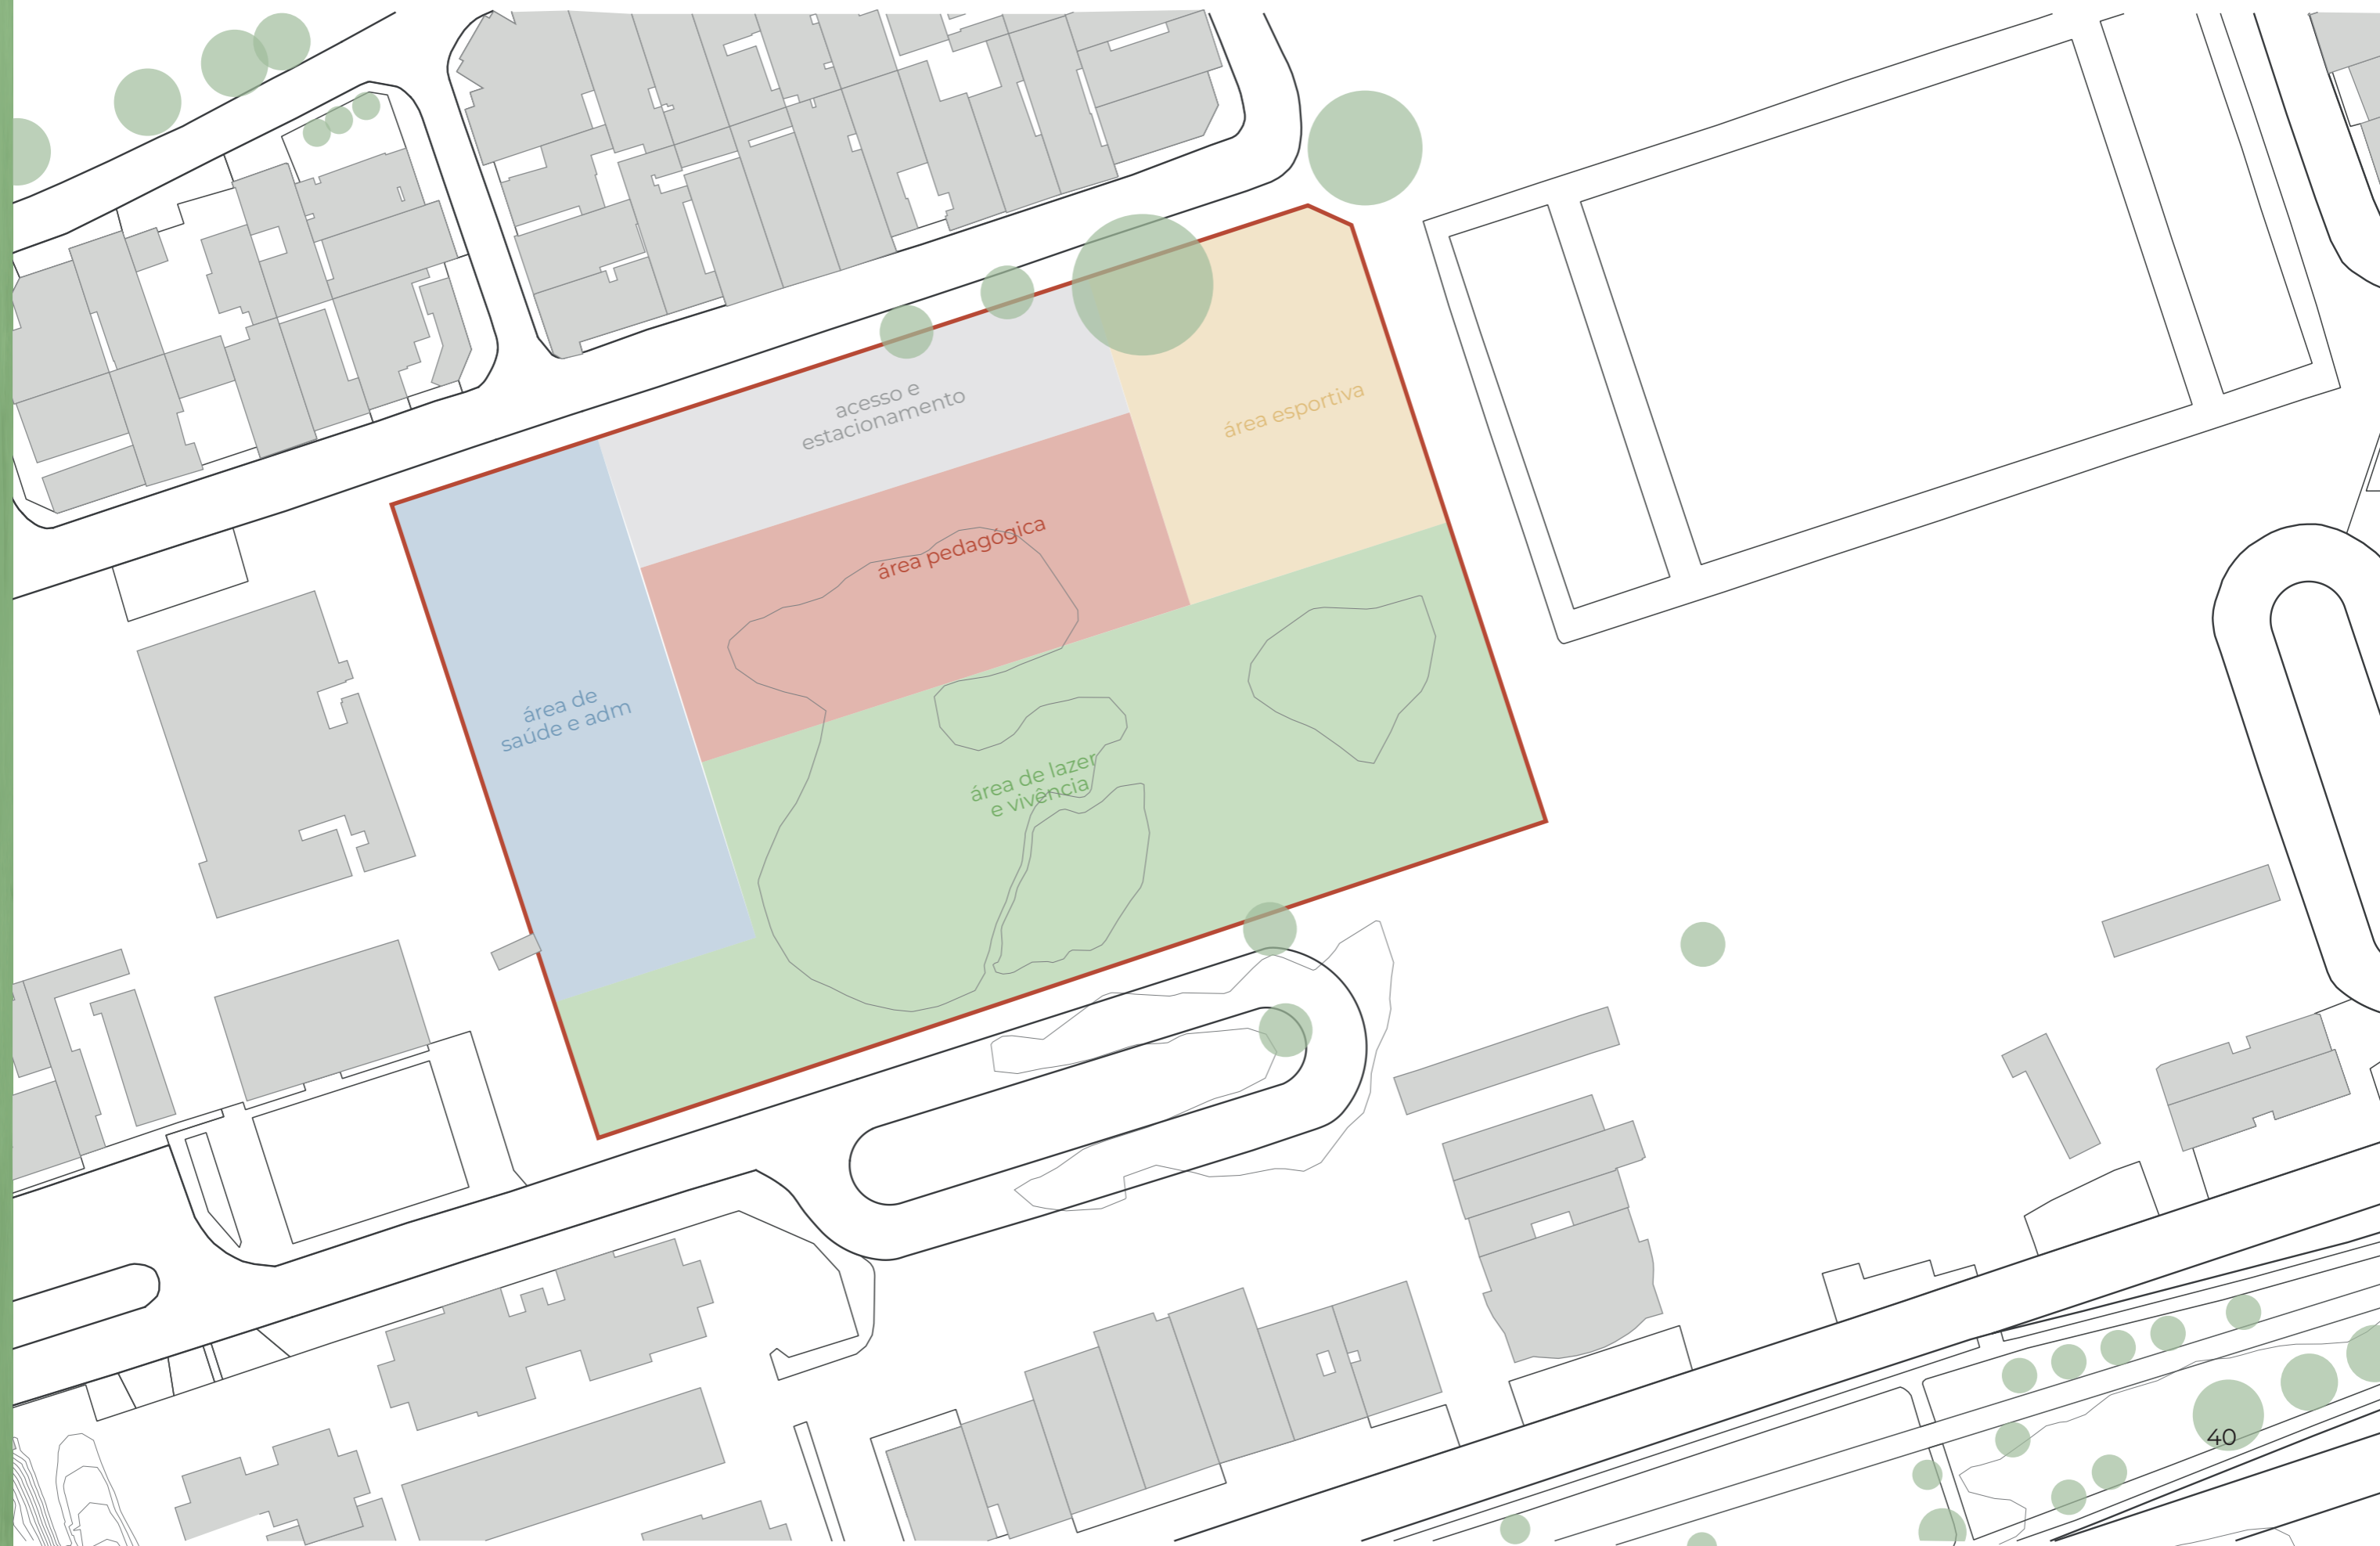 acesso e
estacionamento
área esportiva
área pedagógica
área de
saúde e adm
área de lazer
e vivência
40